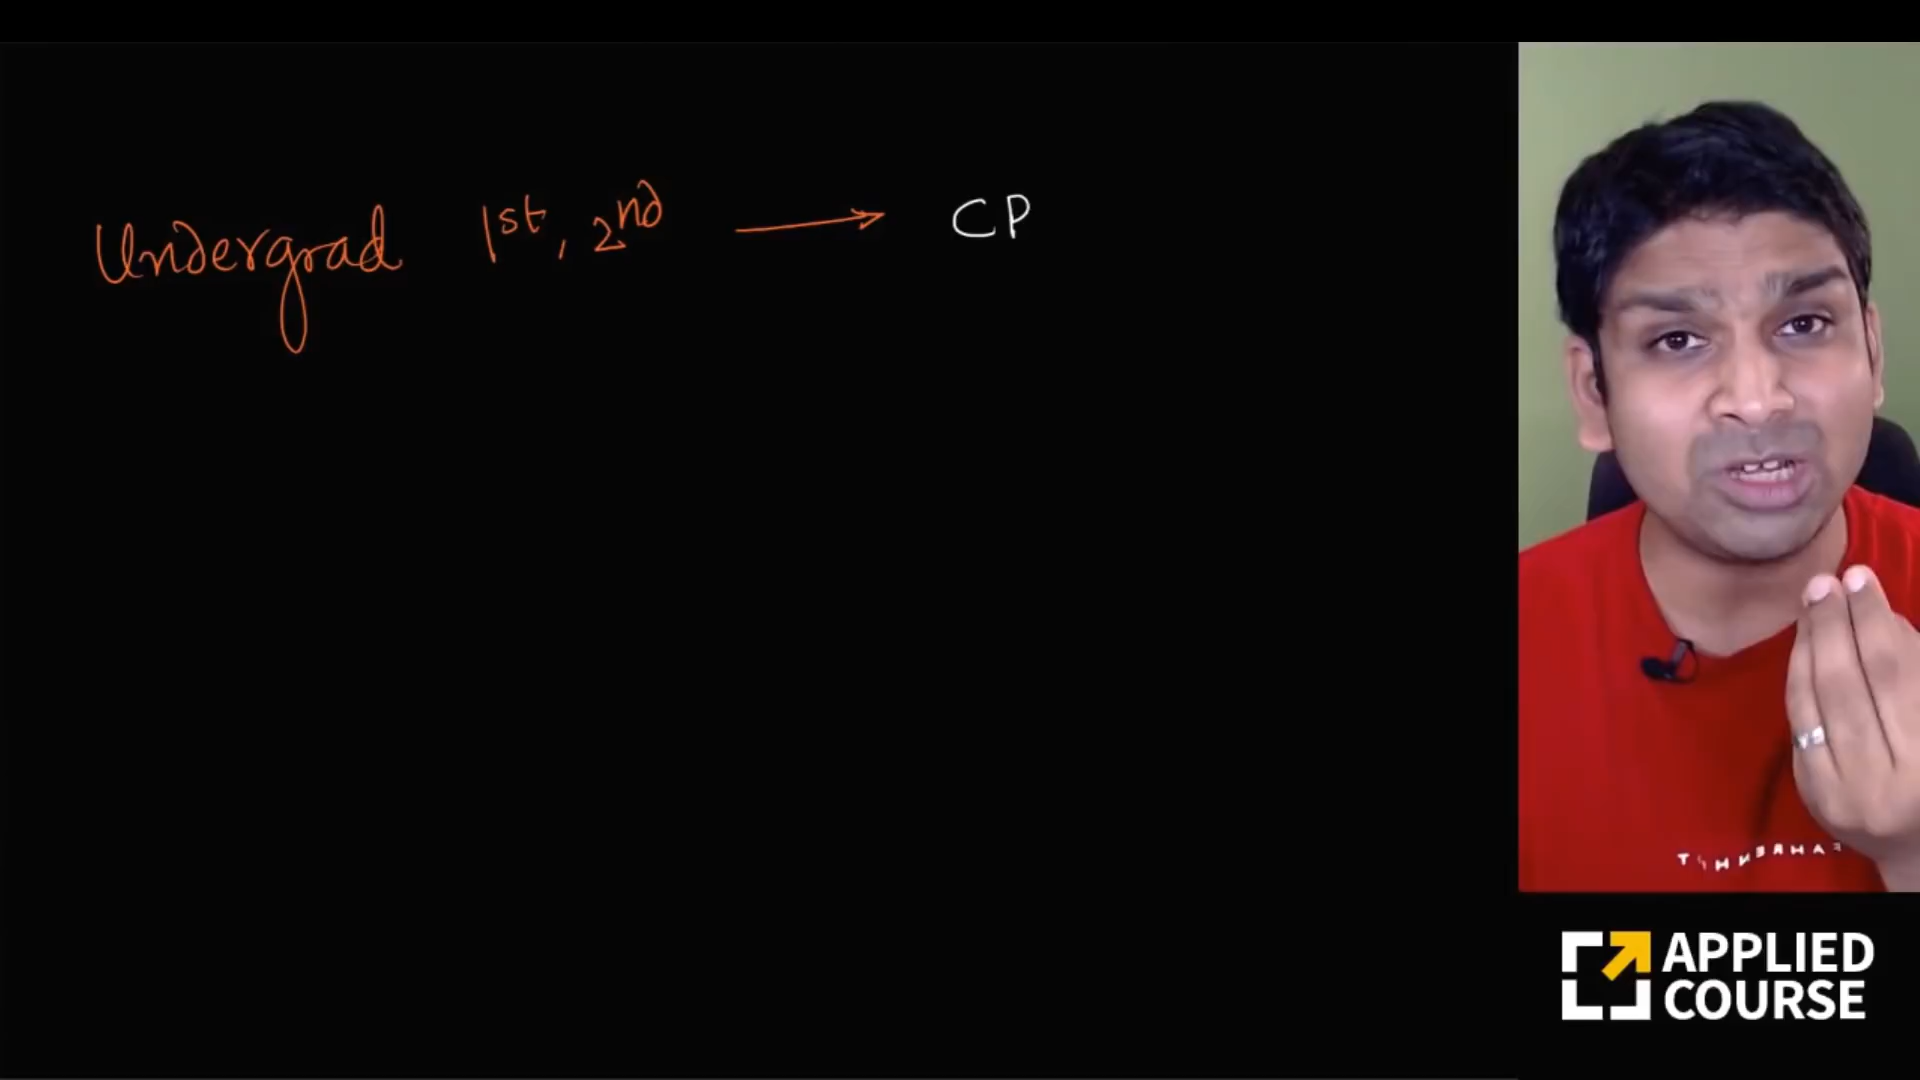 Undergrad 1st, 2nd → CP
APPLIED
COURSE